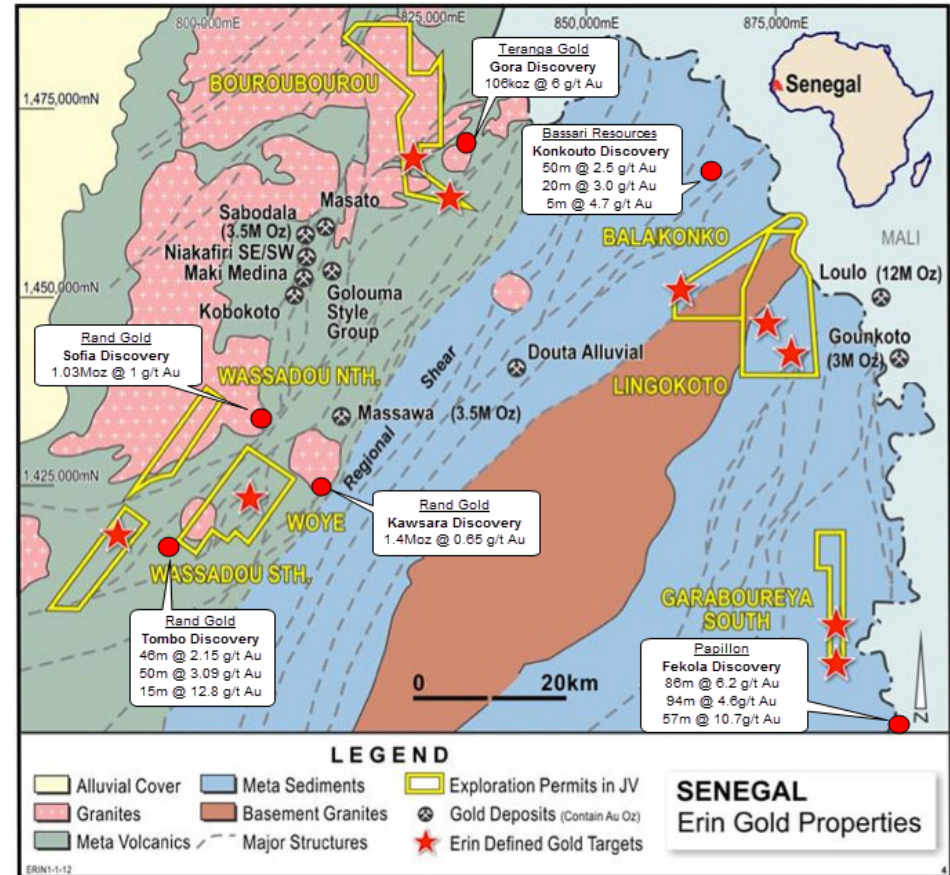 800,000mE
825,000mE
850,000mE
875,000mE
1,475,000mN
1,450,000mN
1,425,000mN
BOUROUBOUROU
Teranga Gold
Gora Discovery
106koz @ 6 g/t Au
Senegal
Bassari Resources
Konkouto Discovery
50m @ 2.5 g/t Au
20m @ 3.0 g/t Au
5m @ 4.7 g/t Au
Masato
Sabodala
(3.5M Oz)
Niakafiri SE/SW
Maki Medina
Kobokoto
Golouma
Style
Group
BALAKONKO
MALI
Loulo (12M Oz)
Gounkoto
(3M Oz)
Rand Gold
Sofia Discovery
1.03Moz @ 1 g/t Au
WASSADOU NTH.
Regional Shear
Douta Alluvial
LINGOKOTO
Massawa (3.5M Oz)
WOYE
Rand Gold
Kawsara Discovery
1.4Moz @ 0.65 g/t Au
WASSADOU STH.
Rand Gold
Tombo Discovery
46m @ 2.15 g/t Au
50m @ 3.09 g/t Au
15m @ 12.8 g/t Au
GARABOUREYA
SOUTH
Papillon
Fekola Discovery
86m @ 6.2 g/t Au
94m @ 4.6g/t Au
57m @ 10.7g/t Au
0 20km
N
LEGEND
Alluvial Cover
Meta Sediments
Exploration Permits in JV
Granites
Basement Granites
Gold Deposits (Contain Au Oz)
Meta Volcanics
Major Structures
Erin Defined Gold Targets
SENEGAL
Erin Gold Properties
ERIN1-1-12
4